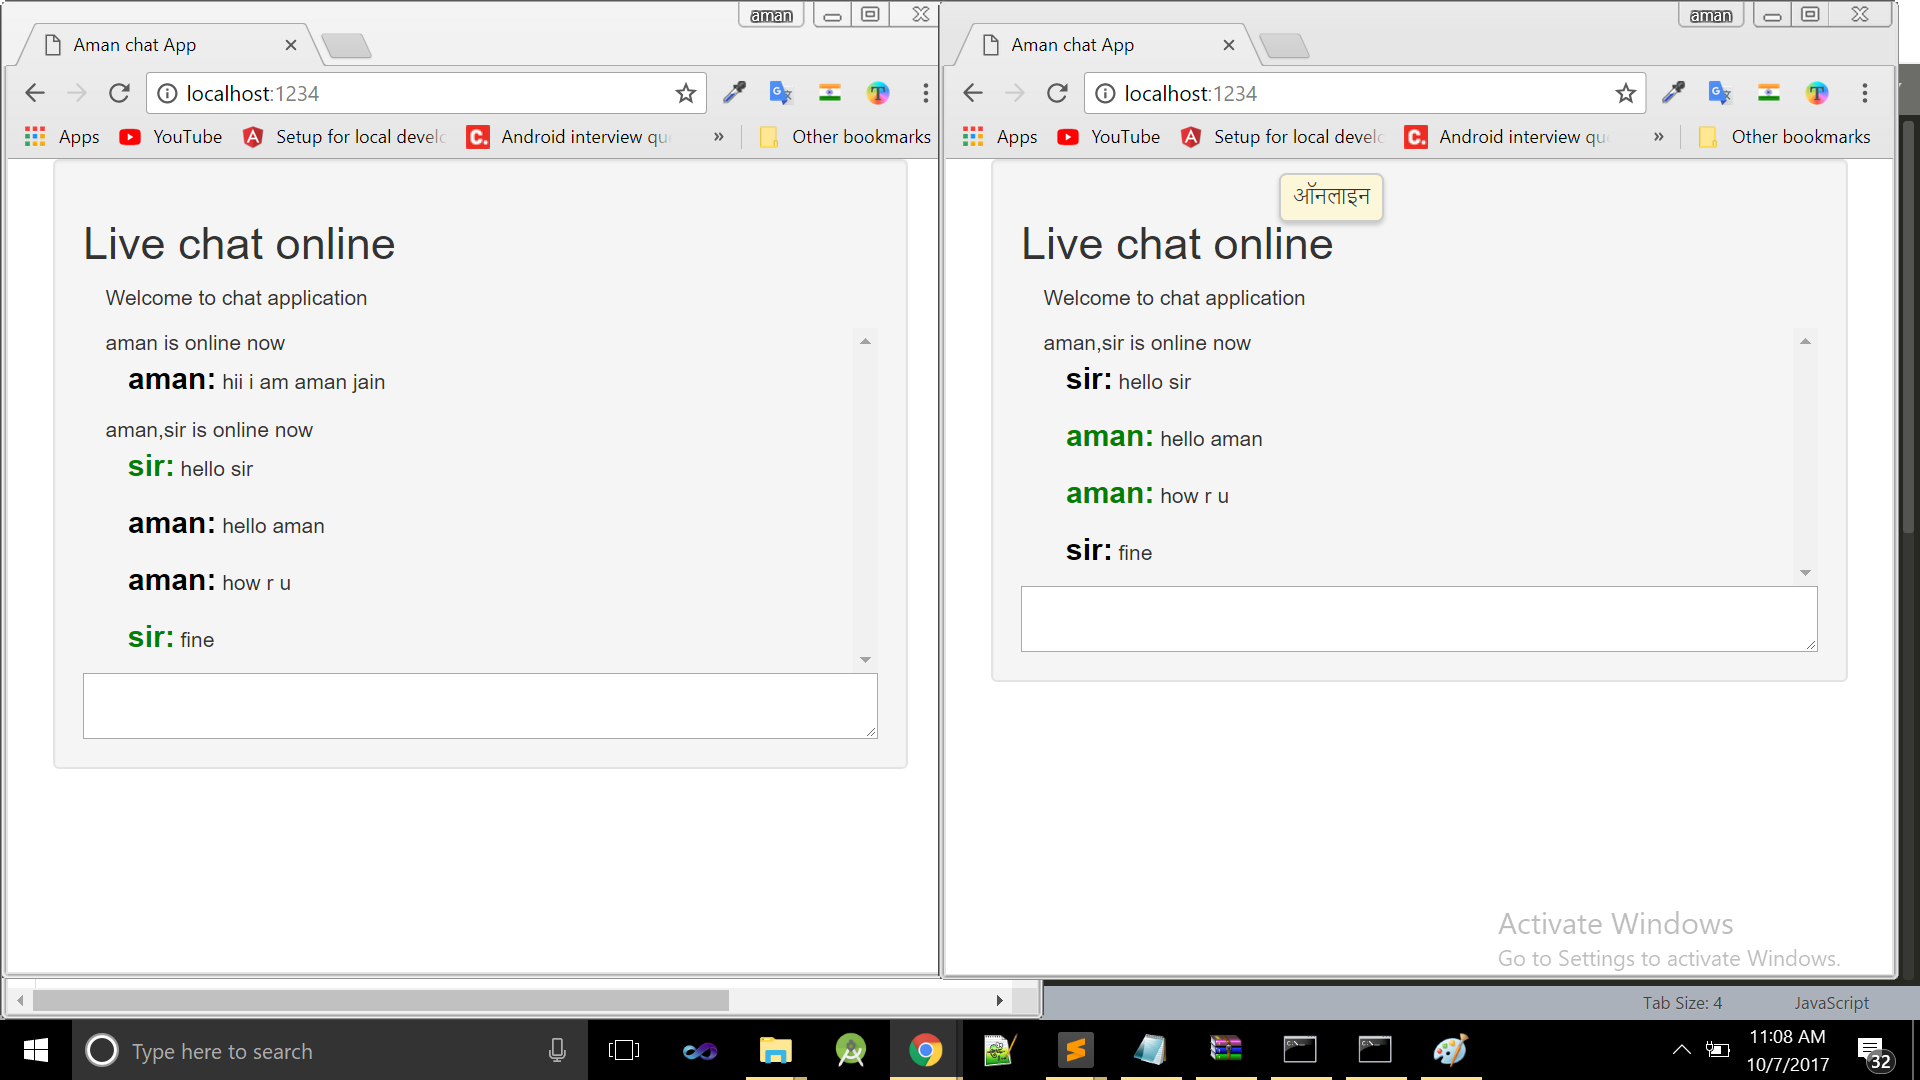 aman
Aman chat App
localhost:1234
Apps YouTube Setup for local develo Android interview qu » Other bookmarks
Live chat online
Welcome to chat application
aman is online now
aman: hii i am aman jain
aman,sir is online now
sir: hello sir
aman: hello aman
aman: how r u
sir: fine
aman
Aman chat App
localhost:1234
Apps YouTube Setup for local develo Android interview qu » Other bookmarks
ऑनलाइन
Live chat online
Welcome to chat application
aman,sir is online now
sir: hello sir
aman: hello aman
aman: how r u
sir: fine
Activate Windows
Go to Settings to activate Windows.
Tab Size: 4 JavaScript
Type here to search
11:08 AM
10/7/2017
32